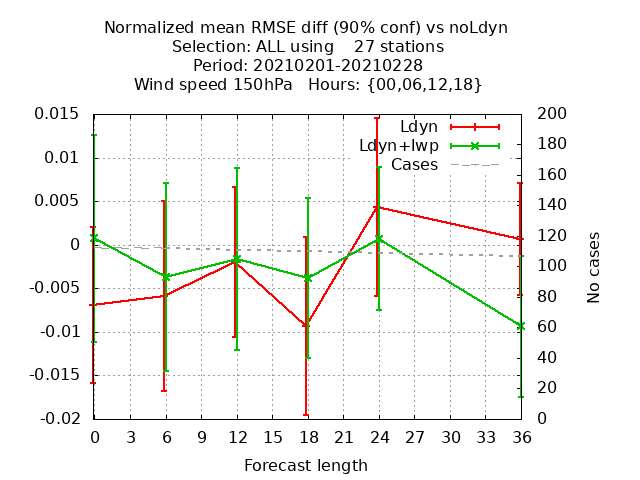 Normalized mean RMSE diff (90% conf) vs noLdyn
Selection: ALL using    27 stations
Period: 20210201-20210228
Wind speed 150hPa   Hours: {00,06,12,18}
0.015
0.01
0.005
0
-0.005
-0.01
-0.015
-0.02
200
180
160
140
120
100
80
60
40
20
0
Ldyn
Ldyn+lwp
Cases
No cases
0 3 6 9 12 15 18 21 24 27 30 33 36
Forecast length